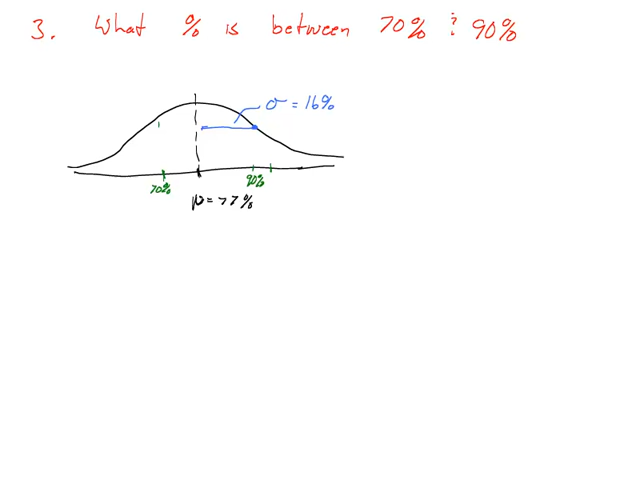 3. What % is between 70% & 90%
σ = 16%
70%
90%
μ = 77%